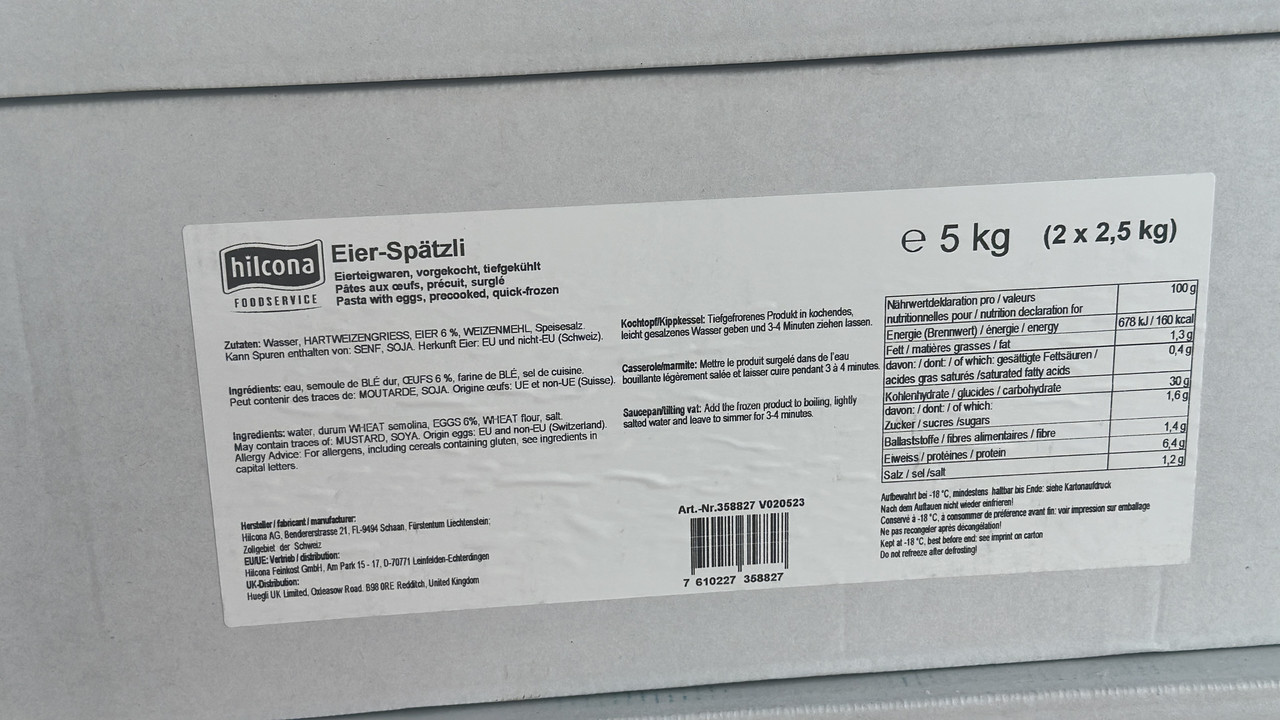 hilcona
FOODSERVICE
Eier-Spätzli
Eierteigwaren, vorgekocht, tiefgekühlt
Pâtes aux œufs, précuit, surglé
Pasta with eggs, precooked, quick-frozen
e 5 kg (2 x 2,5 kg)
Zutaten: Wasser, HARTWEIZENGRIESS, EIER 6 %, WEIZENMEHL, Speisesalz.
Kann Spuren enthalten von: SENF, SOJA. Herkunft Eier: EU und nicht-EU (Schweiz).
Ingrédients: eau, semoule de BLÉ dur, ŒUFS 6 %, farine de BLÉ, sel de cuisine.
Peut contenir des traces de: MOUTARDE, SOJA. Origine œufs: UE et non-UE (Suisse).
Ingredients: water, durum WHEAT semolina, EGGS 6%, WHEAT flour, salt.
May contain traces of: MUSTARD, SOYA. Origin eggs: EU and non-EU (Switzerland).
Allergy Advice: For allergens, including cereals containing gluten, see ingredients in
capital letters.
Kochtopf/Kippkessel: Tiefgefrorenes Produkt in kochendes,
leicht gesalzenes Wasser geben und 3-4 Minuten ziehen lassen.
Casserole/marmite: Mettre le produit surgelé dans de l'eau
bouillante légèrement salée et laisser cuire pendant 3 à 4 minutes.
Saucepan/tilting vat: Add the frozen product to boiling, lightly
salted water and leave to simmer for 3-4 minutes.
Nährwertdeklaration pro / valeurs 100 g
nutritionnelles pour / nutrition declaration for
Energie (Brennwert) / énergie / energy 678 kJ / 160 kcal
Fett / matières grasses / fat 1,3 g
davon: / dont: / of which: gesättigte Fettsäuren / 0,4 g
acides gras saturés /saturated fatty acids
Kohlenhydrate / glucides / carbohydrate 30 g
davon: / dont: / of which: 1,6 g
Zucker / sucres /sugars
Ballaststoffe / fibres alimentaires / fibre 1,4 g
Eiweiss / protéines / protein 6,4 g
Salz / sel /salt 1,2 g
Hersteller / fabricant / manufacturer:
Hilcona AG, Bendererstrasse 21, FL-9494 Schaan, Fürstentum Liechtenstein;
Zollgebiet der Schweiz
EU/UE: Vertrieb / distribution:
Hilcona Feinkost GmbH, Am Park 15 - 17, D-70771 Leinfelden-Echterdingen
UK-Distribution:
Huegli UK Limited, Oxleasow Road. B98 0RE Redditch, United Kingdom
Art.-Nr.358827 V020523
7 610227 358827
Aufbewahrt bei -18 °C, mindestens haltbar bis Ende: siehe Kartonaufdruck
Nach dem Auftauen nicht wieder einfrieren!
Conservé à -18 °C, à consommer de préférence avant fin: voir impression sur emballage
Ne pas recongeler après décongélation!
Kept at -18 °C, best before end: see imprint on carton
Do not refreeze after defrosting!